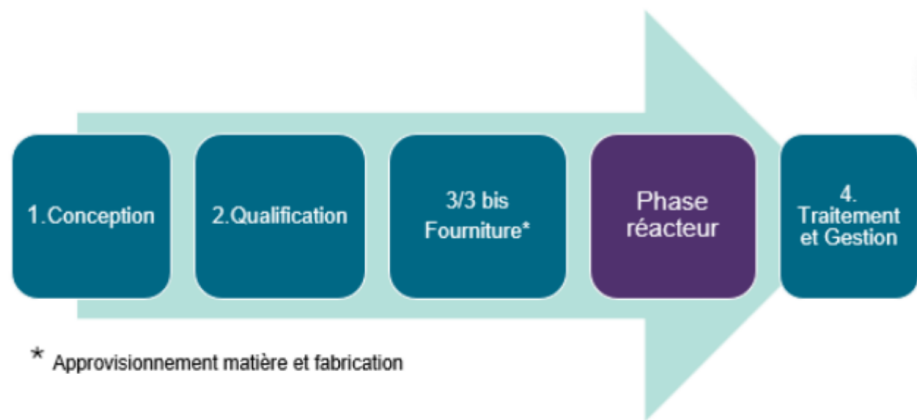 1.Conception
2.Qualification
3/3 bis
Fourniture*
Phase
réacteur
4.
Traitement
et Gestion
* Approvisionnement matière et fabrication